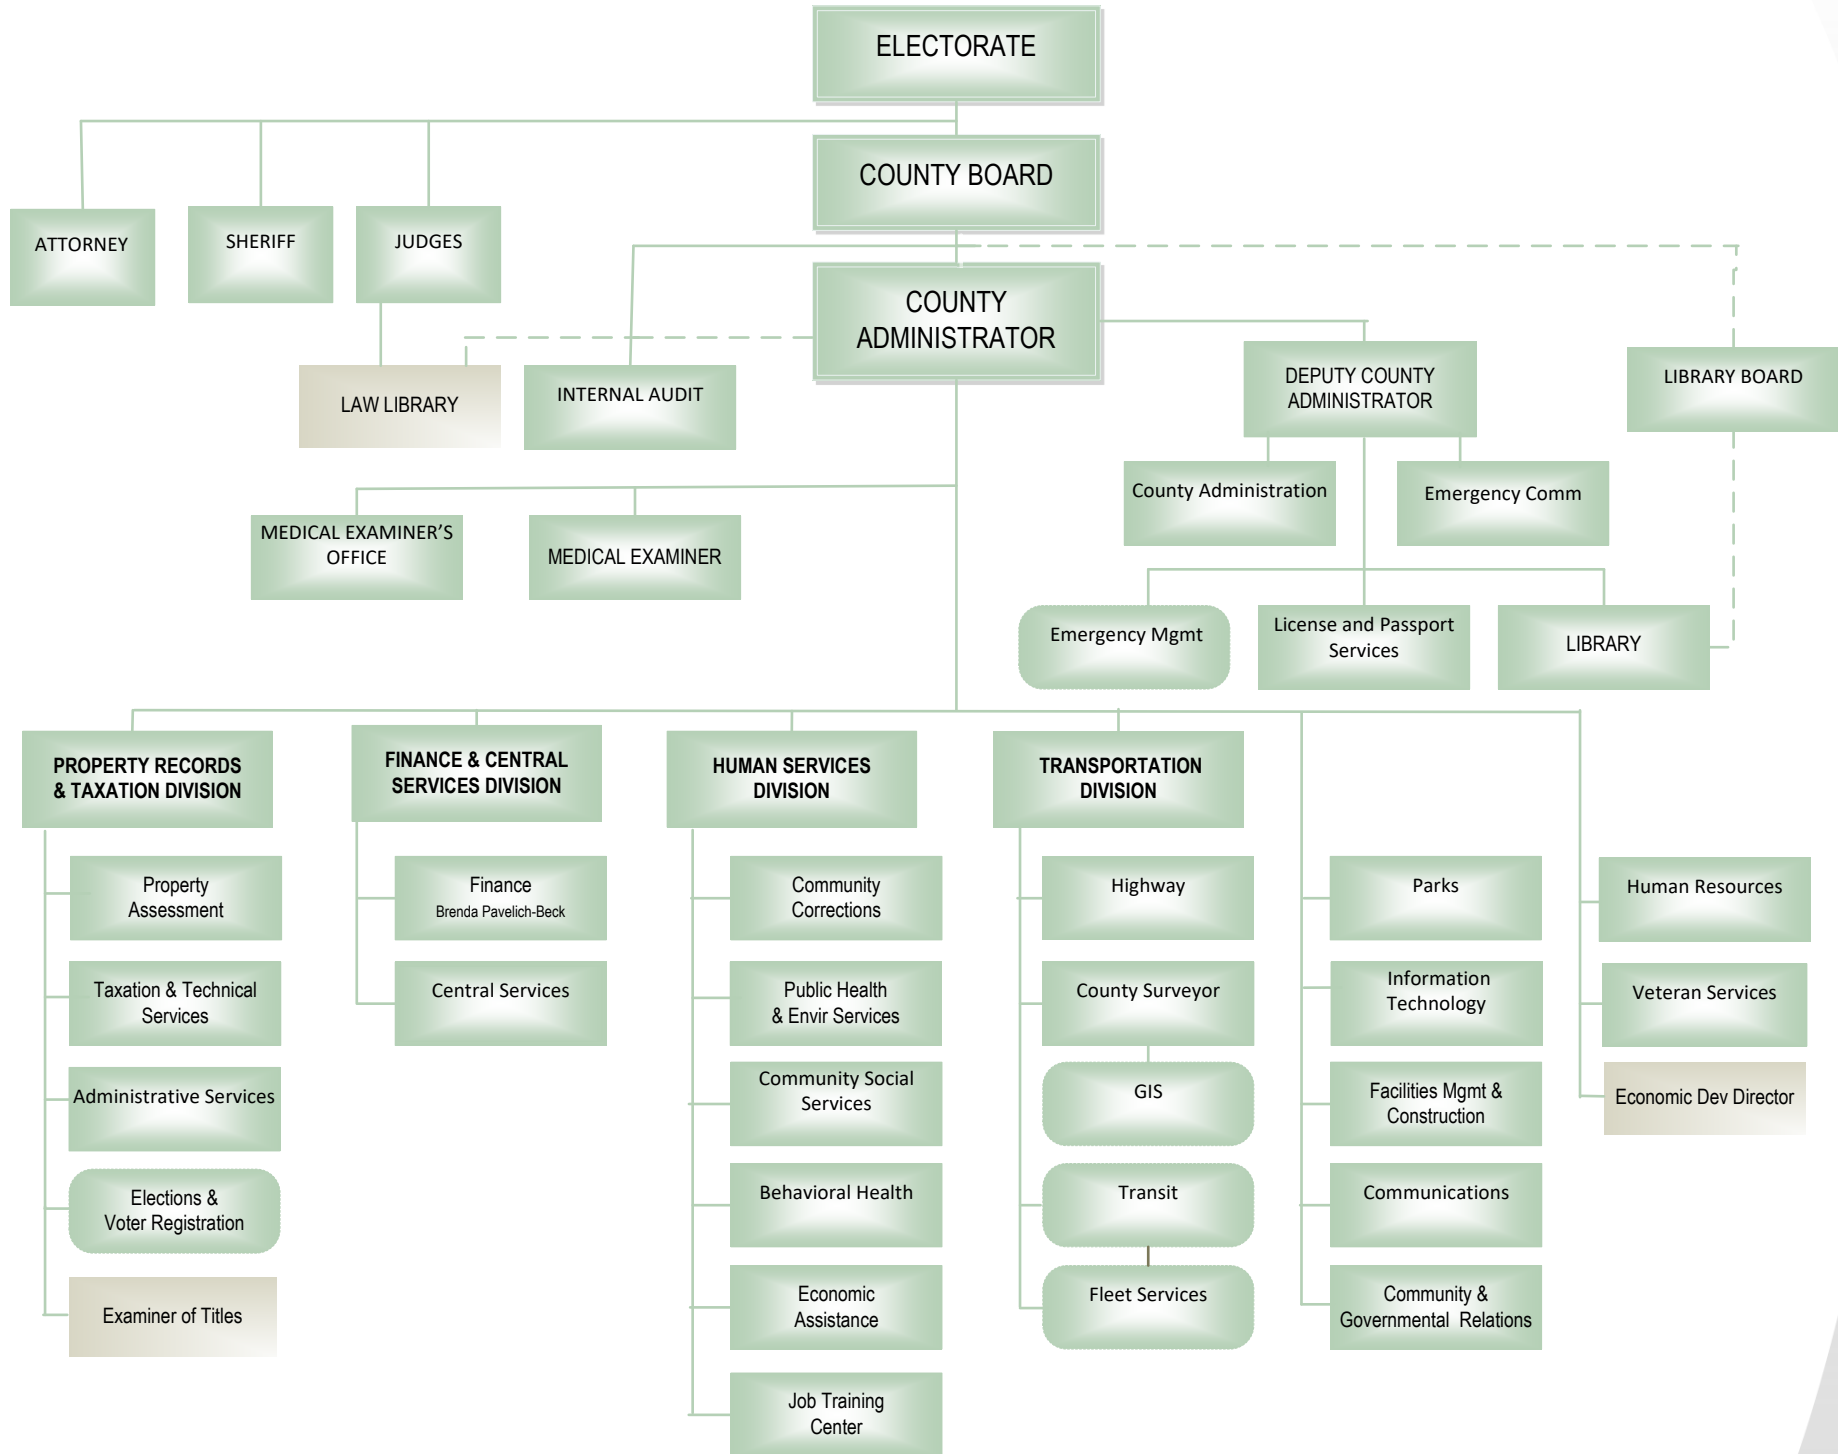 ELECTORATE
COUNTY BOARD
ATTORNEY
SHERIFF
JUDGES
COUNTY
ADMINISTRATOR
LAW LIBRARY
INTERNAL AUDIT
DEPUTY COUNTY
ADMINISTRATOR
LIBRARY BOARD
County Administration
Emergency Comm
MEDICAL EXAMINER’S
OFFICE
MEDICAL EXAMINER
Emergency Mgmt
License and Passport
Services
LIBRARY
PROPERTY RECORDS
& TAXATION DIVISION
Property
Assessment
Taxation & Technical
Services
Administrative Services
Elections &
Voter Registration
Examiner of Titles
FINANCE & CENTRAL
SERVICES DIVISION
Finance
Brenda Pavelich-Beck
Central Services
HUMAN SERVICES
DIVISION
Community
Corrections
Public Health
& Envir Services
Community Social
Services
Behavioral Health
Economic
Assistance
Job Training
Center
TRANSPORTATION
DIVISION
Highway
County Surveyor
GIS
Transit
Fleet Services
Parks
Information
Technology
Facilities Mgmt &
Construction
Communications
Community &
Governmental Relations
Human Resources
Veteran Services
Economic Dev Director